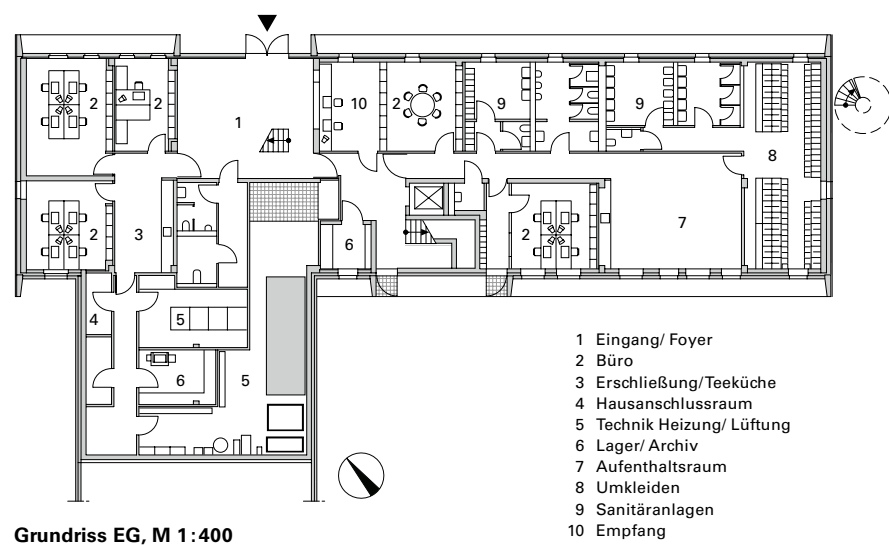 2
2
1
10
2
9
9
8
2
3
6
2
7
4
5
6
5
1 Eingang/ Foyer
2 Büro
3 Erschließung/Teeküche
4 Hausanschlussraum
5 Technik Heizung/ Lüftung
6 Lager/ Archiv
7 Aufenthaltsraum
8 Umkleiden
9 Sanitäranlagen
10 Empfang
Grundriss EG, M 1:400